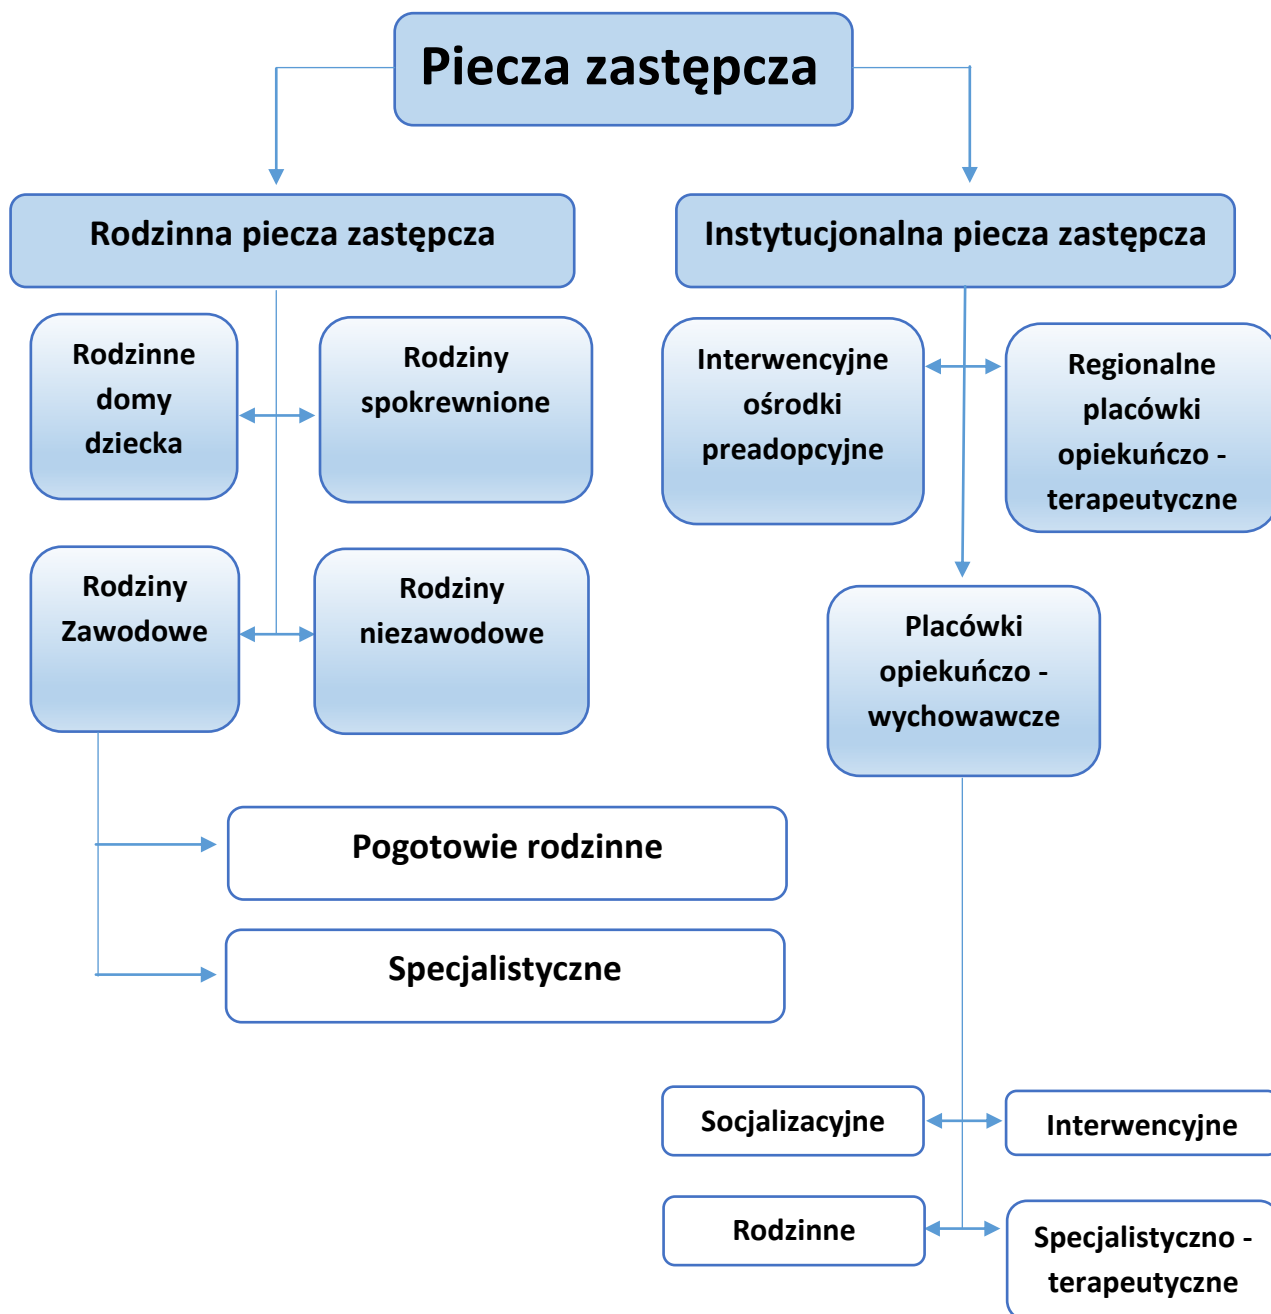 Piecza zastępcza
Rodzinna piecza zastępcza
Instytucjonalna piecza zastępcza
Rodzinne
domy
dziecka
Rodziny
spokrewnione
Interwencyjne
ośrodki
preadopcyjne
Regionalne
placówki
opiekuńczo -
terapeutyczne
Rodziny
Zawodowe
Rodziny
niezawodowe
Placówki
opiekuńczo -
wychowawcze
Pogotowie rodzinne
Specjalistyczne
Socjalizacyjne
Interwencyjne
Rodzinne
Specjalistyczno -
terapeutyczne